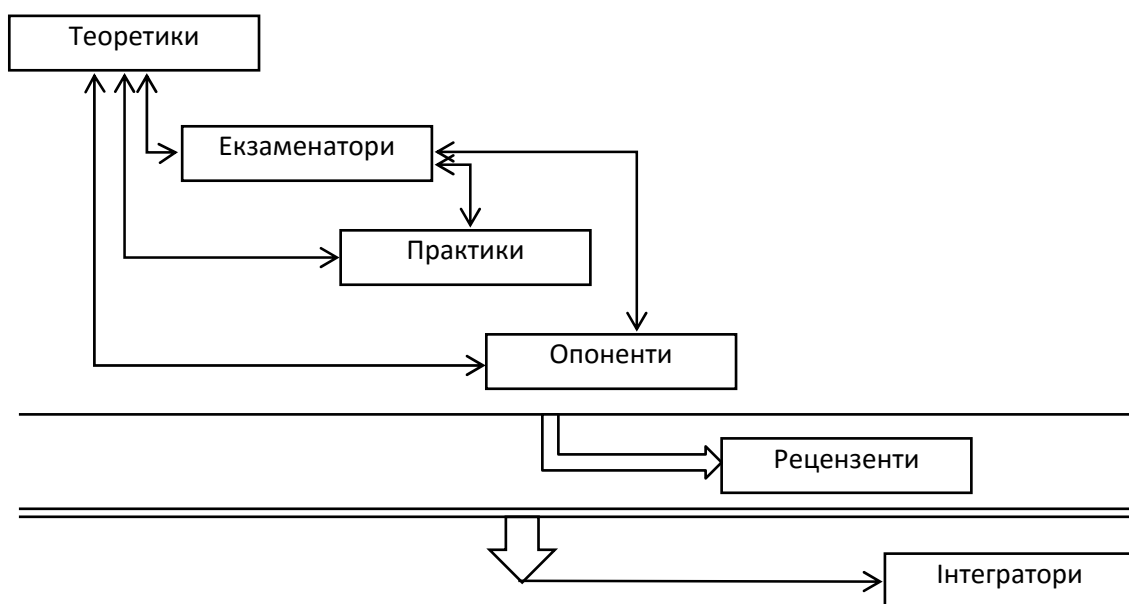 Теоретики
Екзаменатори
Практики
Опоненти
Рецензенти
Інтегратори